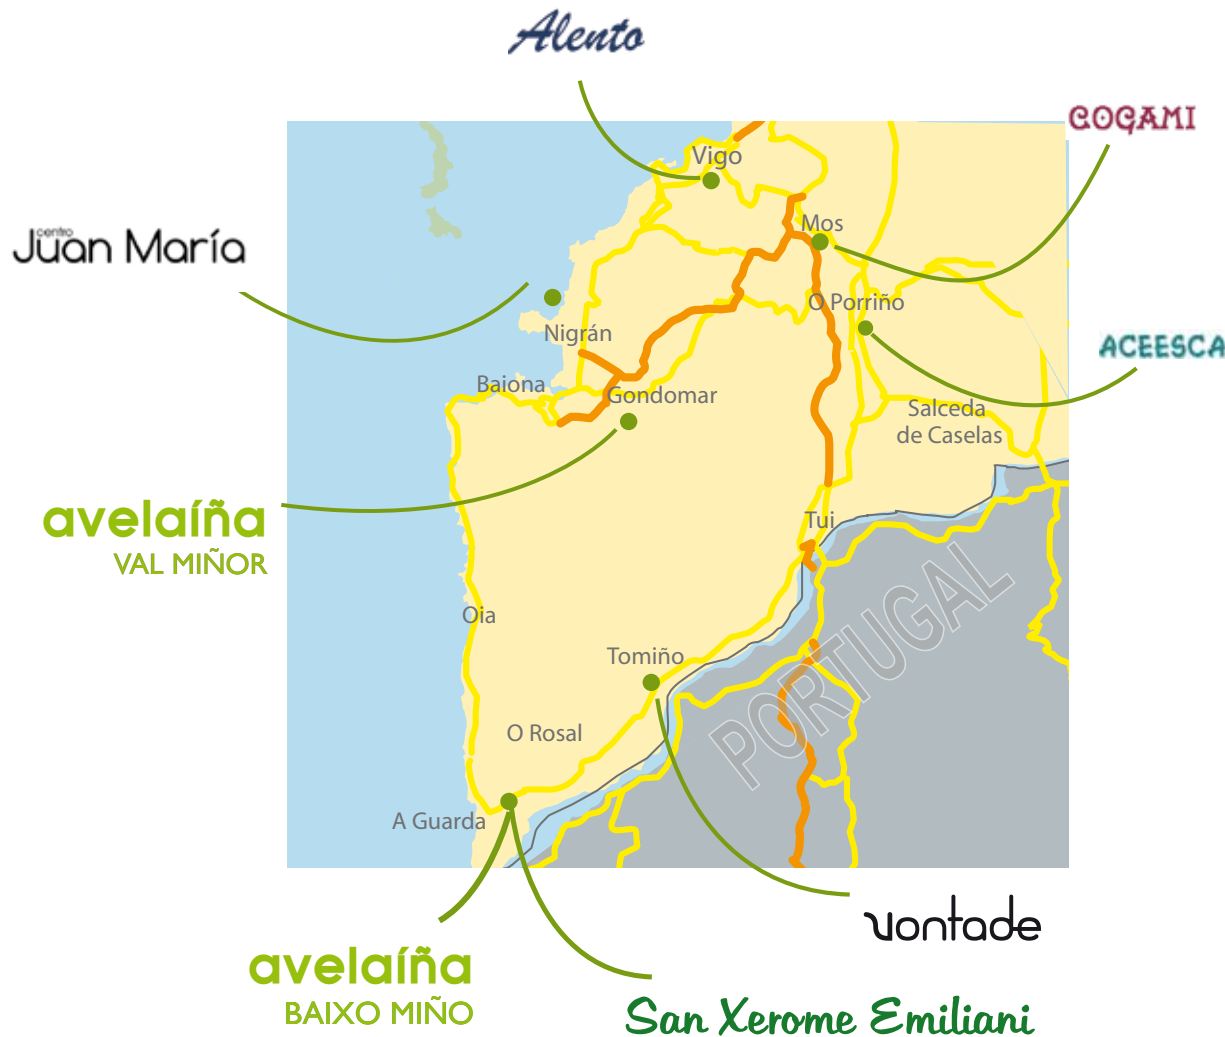 Alento
COGAMI
Vigo
Mos
centro
Juan María
O Porriño
Nigrán
ACEESCA
Baiona
Gondomar
Salceda
de Caselas
avelaíña
VAL MIÑOR
Tui
PORTUGAL
Oia
Tomiño
O Rosal
A Guarda
vontade
avelaíña
BAIXO MIÑO
San Xerome Emiliani